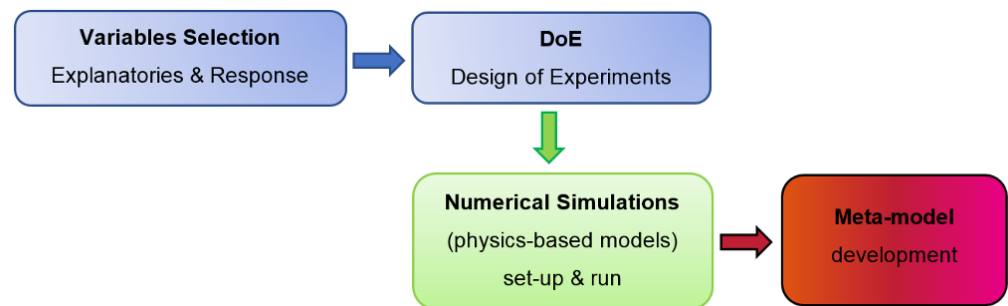 Variables Selection
Explanatories & Response
DoE
Design of Experiments
Numerical Simulations
(physics-based models)
set-up & run
Meta-model
development